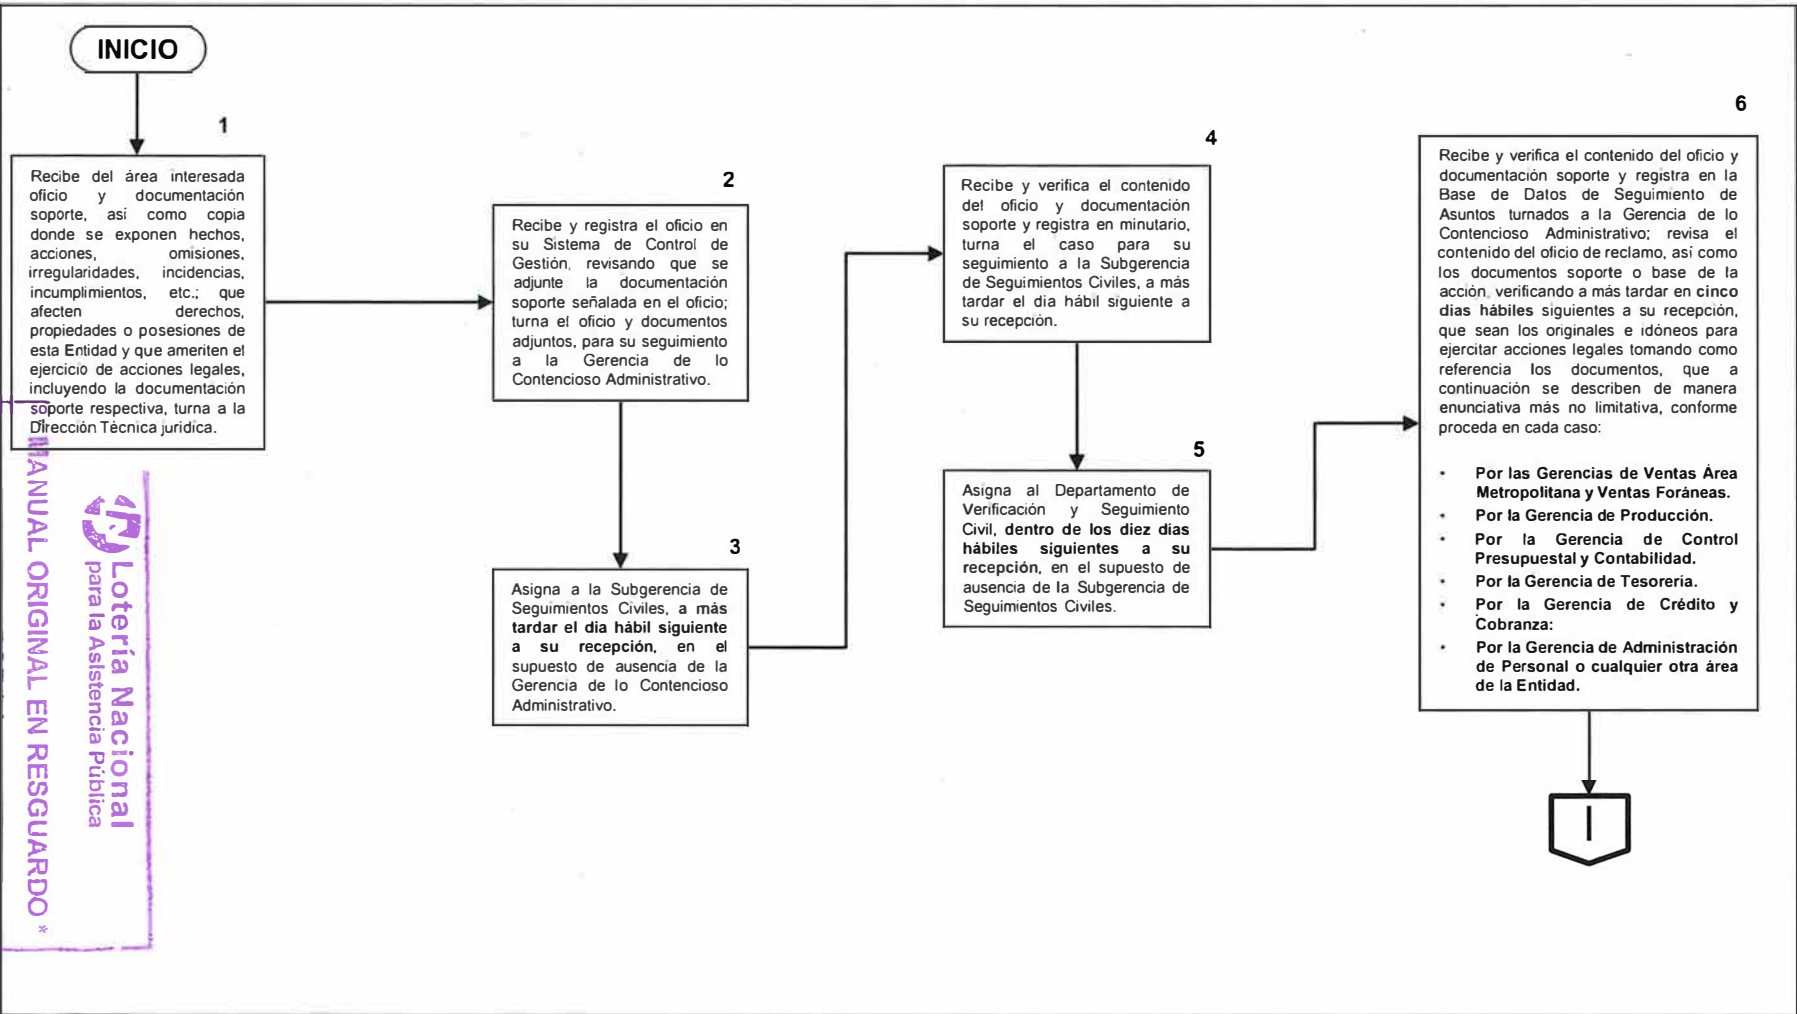 INICIO
1
Recibe del área interesada
oficio y documentación
soporte, así como copia
donde se exponen hechos,
acciones, omisiones,
irregularidades, incidencias,
incumplimientos, etc.; que
afecten derechos,
propiedades o posesiones de
esta Entidad y que ameriten el
ejercicio de acciones legales,
incluyendo la documentación
soporte respectiva, turna a la
Dirección Técnica jurídica.
2
Recibe y registra el oficio en
su Sistema de Control de
Gestión, revisando que se
adjunte la documentación
soporte señalada en el oficio;
turna el oficio y documentos
adjuntos, para su seguimiento
a la Gerencia de lo
Contencioso Administrativo.
3
Asigna a la Subgerencia de
Seguimientos Civiles, a más
tardar el dia hábil siguiente
a su recepción, en el
supuesto de ausencia de la
Gerencia de lo Contencioso
Administrativo.
4
Recibe y verifica el contenido
del oficio y documentación
soporte y registra en minutario,
turna el caso para su
seguimiento a la Subgerencia
de Seguimientos Civiles, a más
tardar el dia hábil siguiente a
su recepción.
5
Asigna al Departamento de
Verificación y Seguimiento
Civil, dentro de los diez dias
hábiles siguientes a su
recepción, en el supuesto de
ausencia de la Subgerencia de
Seguimientos Civiles.
6
Recibe y verifica el contenido del oficio y
documentación soporte y registra en la
Base de Datos de Seguimiento de
Asuntos turnados a la Gerencia de lo
Contencioso Administrativo; revisa el
contenido del oficio de reclamo, así como
los documentos soporte o base de la
acción, verificando a más tardar en cinco
dias hábiles siguientes a su recepción,
que sean los originales e idóneos para
ejercitar acciones legales tomando como
referencia los documentos, que a
continuación se describen de manera
enunciativa más no limitativa, conforme
proceda en cada caso:
• Por las Gerencias de Ventas Área
Metropolitana y Ventas Foráneas.
• Por la Gerencia de Producción.
• Por la Gerencia de Control
Presupuestal y Contabilidad.
• Por la Gerencia de Tesorería.
• Por la Gerencia de Crédito y
Cobranza:
• Por la Gerencia de Administración
de Personal o cualquier otra área
de la Entidad.
I
Lotería Nacional
para la Asistencia Pública
* MANUAL ORIGINAL EN RESGUARDO *